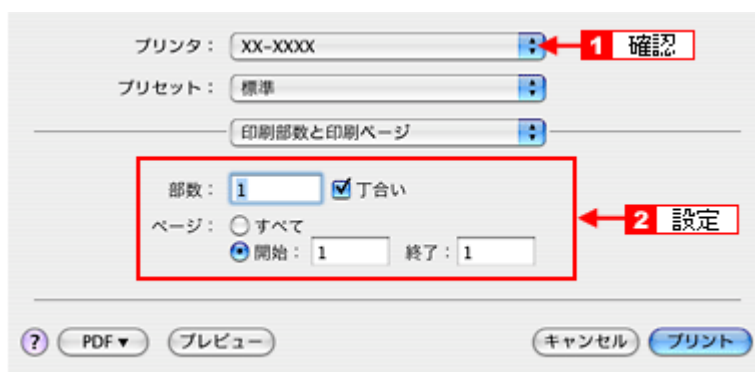 プリンタ： XX-XXXX 1 確認
プリセット： 標準
印刷部数と印刷ページ
部数： 1 丁合い
ページ： すべて
2 設定
開始： 1 終了： 1
? PDF▼ プレビュー キャンセル プリント